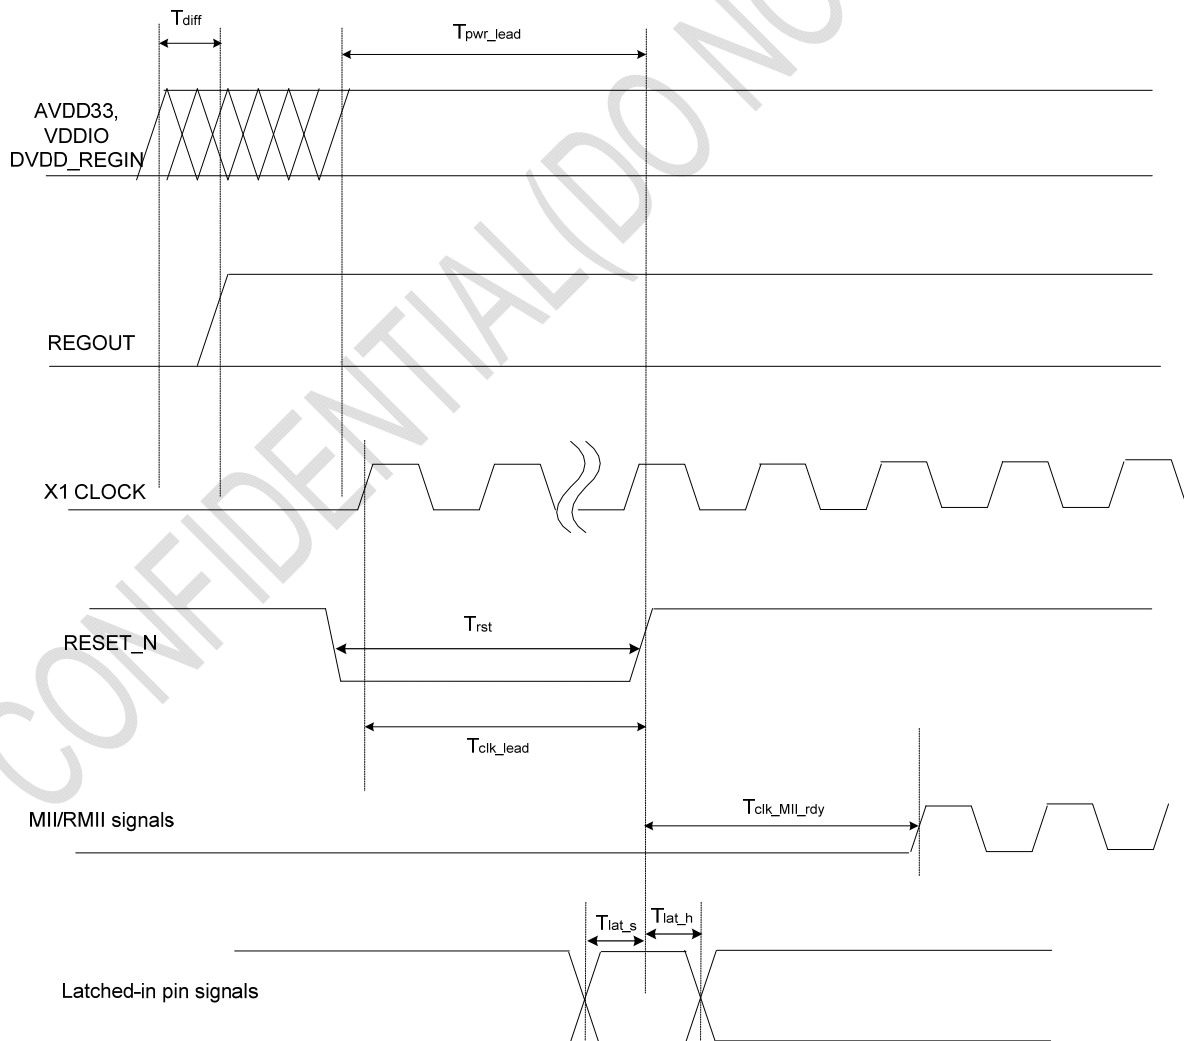 Tdiff
Tpwr_lead
AVDD33,
VDDIO
DVDD_REGIN
REGOUT
X1 CLOCK
RESET_N
Trst
Tclk_lead
MII/RMII signals
Tclk_MII_rdy
Tlat_s
Tlat_h
Latched-in pin signals
CONFIDENTIAL(DO NO